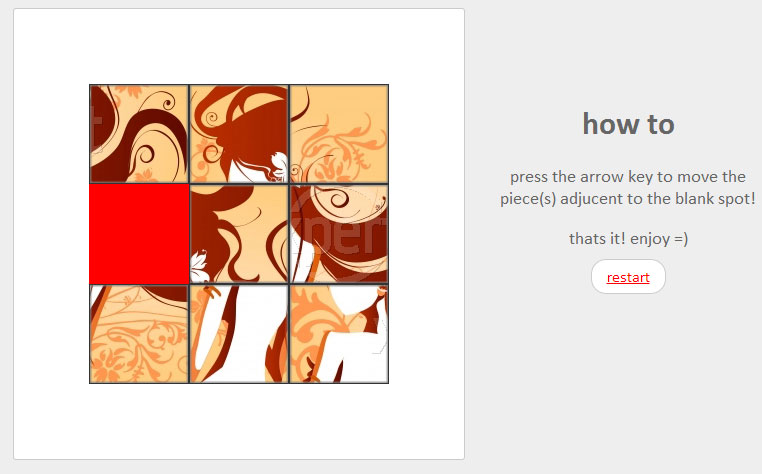 how to
press the arrow key to move the
piece(s) adjucent to the blank spot!
thats it! enjoy =)
restart